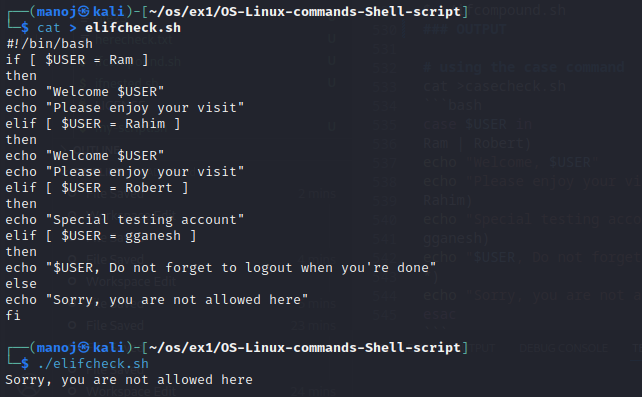 ┌──(manoj㉿kali)-[~/os/ex1/OS-Linux-commands-Shell-script]
└─$ cat > elifcheck.sh
#!/bin/bash
if [ $USER = Ram ]
then
echo "Welcome $USER"
echo "Please enjoy your visit"
elif [ $USER = Rahim ]
then
echo "Welcome $USER"
echo "Please enjoy your visit"
elif [ $USER = Robert ]
then
echo "Special testing account"
elif [ $USER = gganesh ]
then
echo "$USER, Do not forget to logout when you're done"
else
echo "Sorry, you are not allowed here"
fi
┌──(manoj㉿kali)-[~/os/ex1/OS-Linux-commands-Shell-script]
└─$ ./elifcheck.sh
Sorry, you are not allowed here